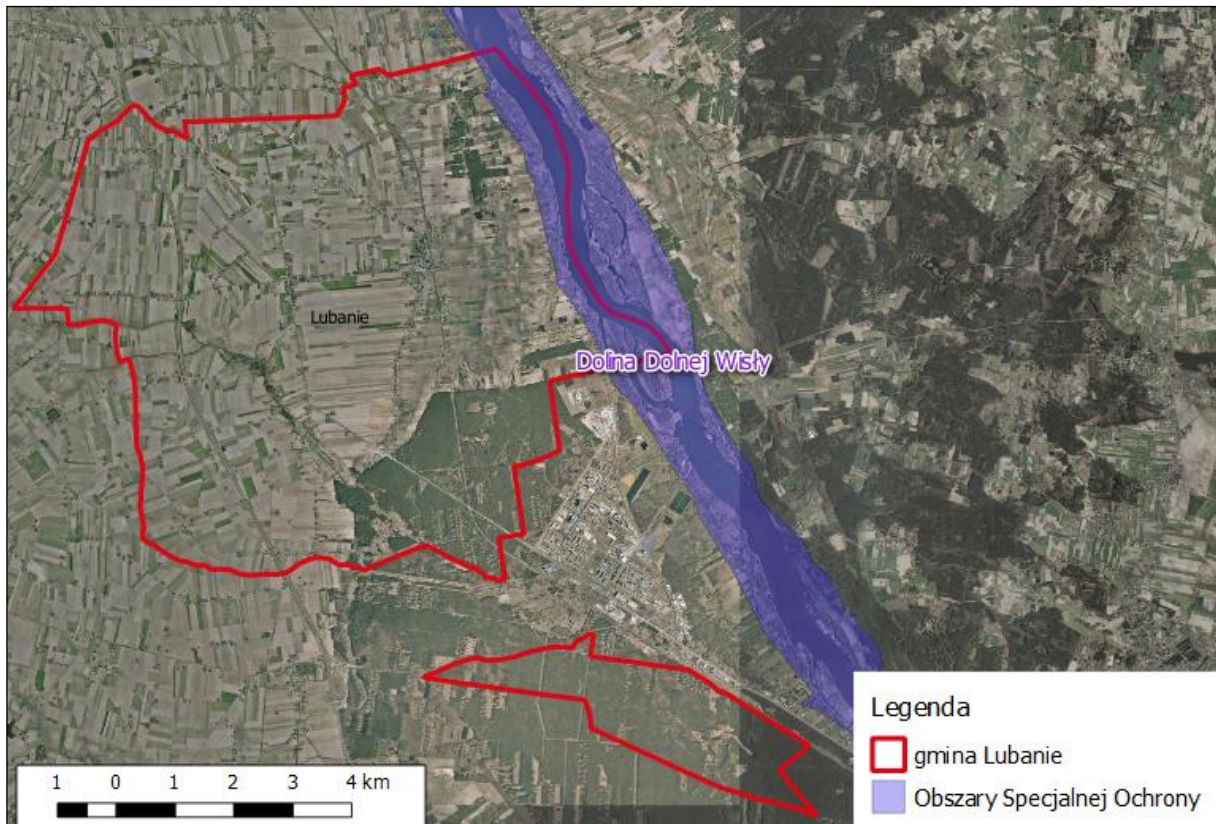 Lubanie
Dolina Dolnej Wisły
Legenda
gmina Lubanie
Obszary Specjalnej Ochrony
1 0 1 2 3 4 km